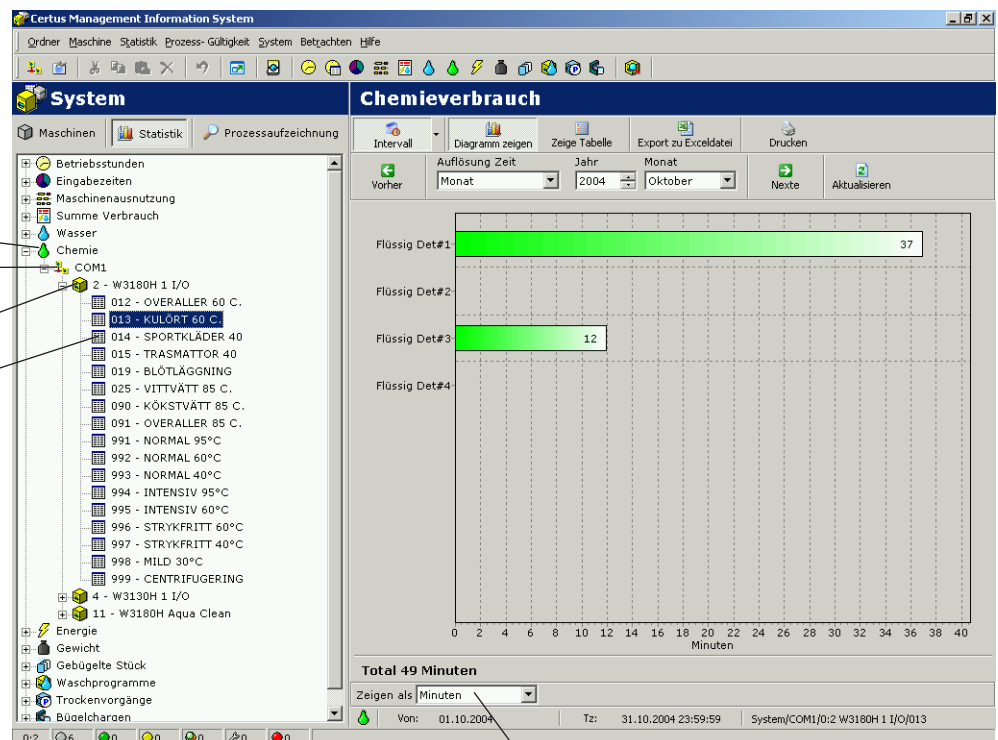 Certus Management Information System
Ordner Maschine Statistik Prozess- Gültigkeit System Betrachten Hilfe
System
Chemieverbrauch
Maschinen Statistik Prozessaufzeichnung
Intervall Diagramm zeigen Zeige Tabelle Export zu Exceldatei Drucken
Vorher Auflösung Zeit Jahr Monat Nexte Aktualisieren
Monat 2004 Oktober
Betriebsstunden
Eingabezeiten
Maschinenausnutzung
Summe Verbrauch
Wasser
Chemie
COM1
2 - W3180H 1 I/O
012 - OVERALLER 60 C.
013 - KULÖRT 60 C.
014 - SPORTKLÄDER 40
015 - TRASMATTOR 40
019 - BLÖTLÄGGNING
025 - VITTVÄTT 85 C.
090 - KÖKSTVÄTT 85 C.
091 - OVERALLER 85 C.
991 - NORMAL 95°C
992 - NORMAL 60°C
993 - NORMAL 40°C
994 - INTENSIV 95°C
995 - INTENSIV 60°C
996 - STRYKFRITT 60°C
997 - STRYKFRITT 40°C
998 - MILD 30°C
999 - CENTRIFUGERING
4 - W3130H 1 I/O
11 - W3180H Aqua Clean
Energie
Gewicht
Gebügelte Stück
Waschprogramme
Trockenvorgänge
Bügelchargen
Flüssig Det#1 37
Flüssig Det#2
Flüssig Det#3 12
Flüssig Det#4
0 2 4 6 8 10 12 14 16 18 20 22 24 26 28 30 32 34 36 38 40
Minuten
Total 49 Minuten
Zeigen als Minuten
Von: 01.10.2004 Tz: 31.10.2004 23:59:59 System/COM1/0:2 W3180H 1 I/O/013
0:2 6 0 0 0 0 0